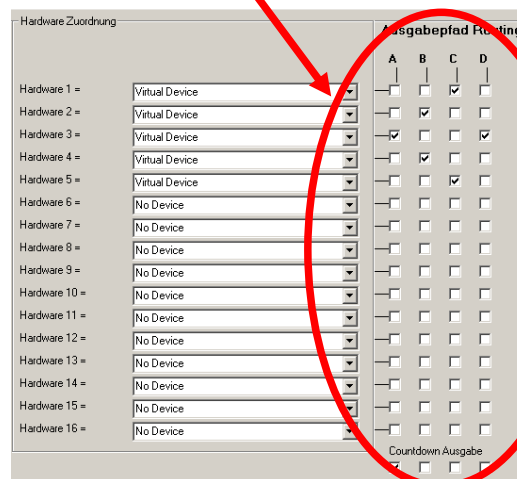 Hardware Zuordnung
Ausgabepfad Routing
A B C D
Hardware 1 = Virtual Device
Hardware 2 = Virtual Device
Hardware 3 = Virtual Device
Hardware 4 = Virtual Device
Hardware 5 = Virtual Device
Hardware 6 = No Device
Hardware 7 = No Device
Hardware 8 = No Device
Hardware 9 = No Device
Hardware 10 = No Device
Hardware 11 = No Device
Hardware 12 = No Device
Hardware 13 = No Device
Hardware 14 = No Device
Hardware 15 = No Device
Hardware 16 = No Device
Countdown Ausgabe